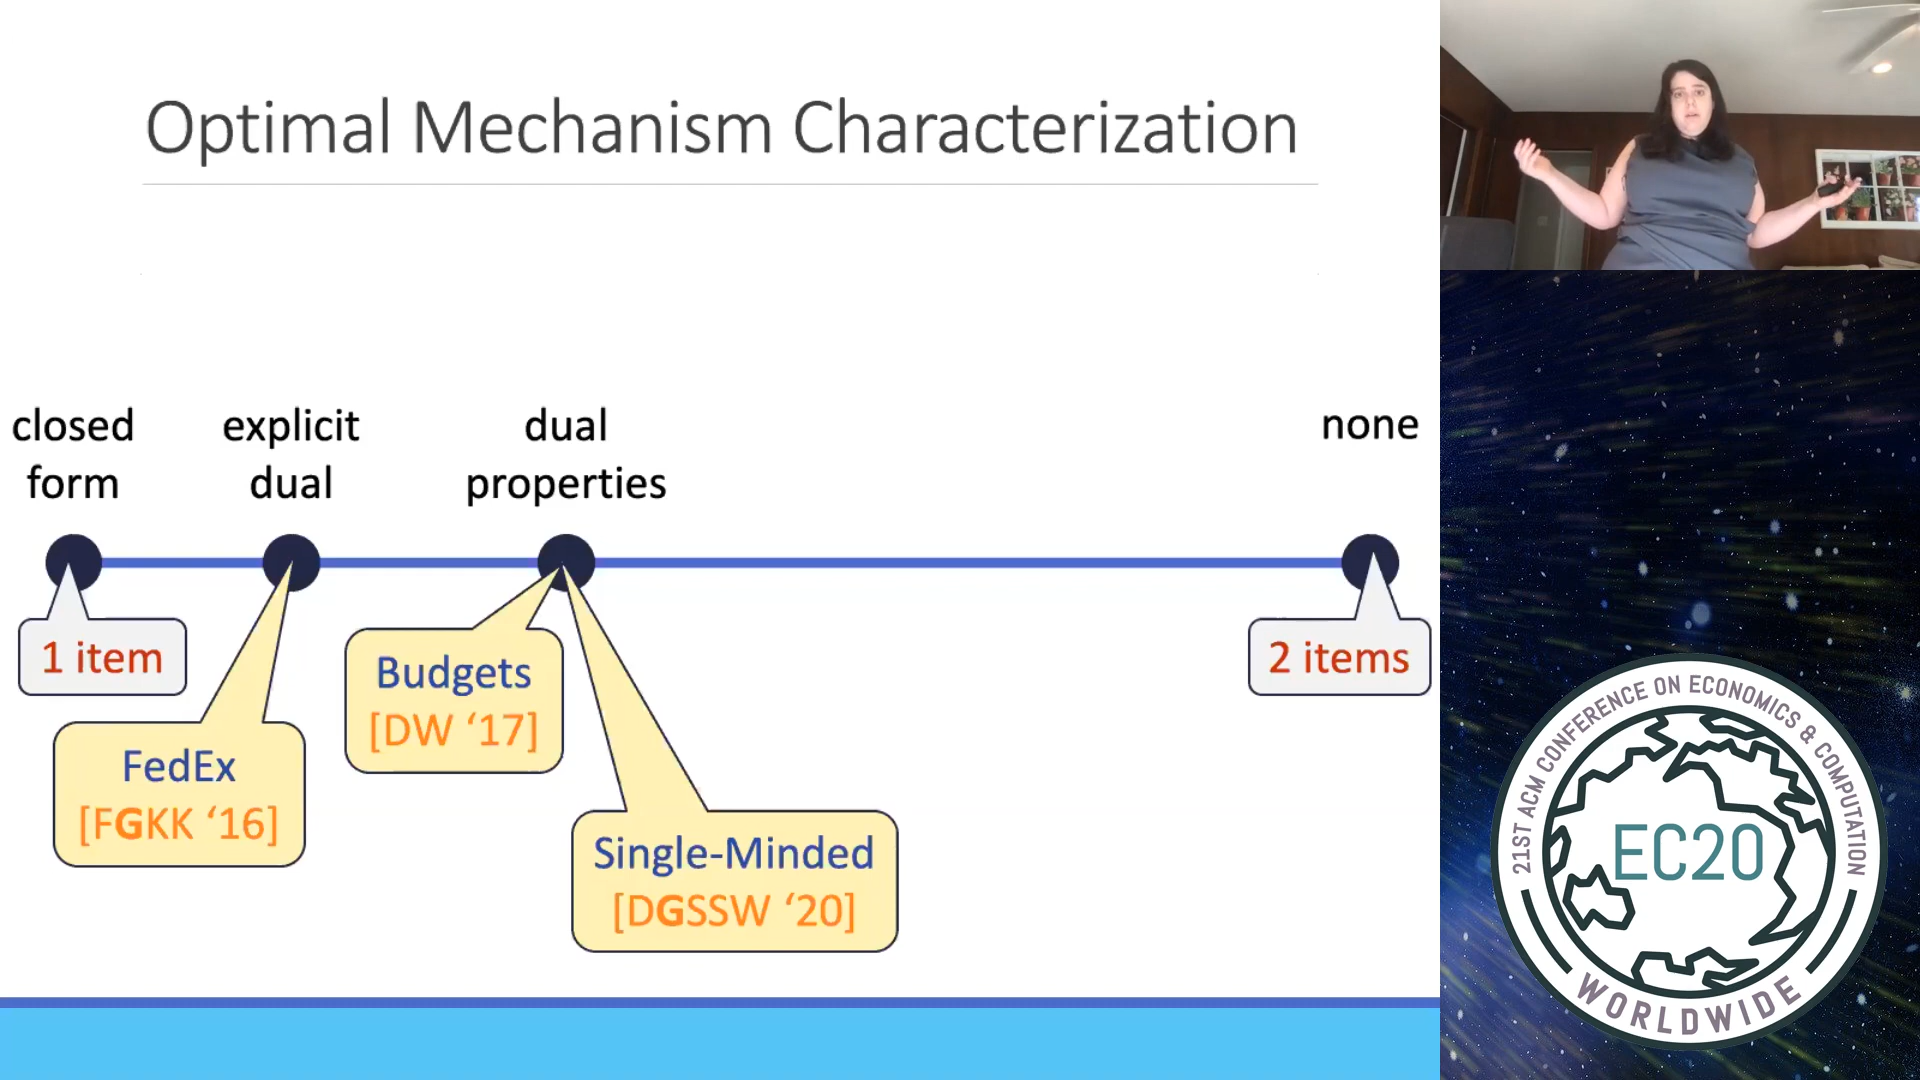 Optimal Mechanism Characterization
closed
form
explicit
dual
dual
properties
none
1 item
2 items
Budgets
[DW ‘17]
FedEx
[FGKK ‘16]
Single-Minded
[DGSSW ‘20]
21ST ACM CONFERENCE ON ECONOMICS & COMPUTATION
EC20
WORLDWIDE